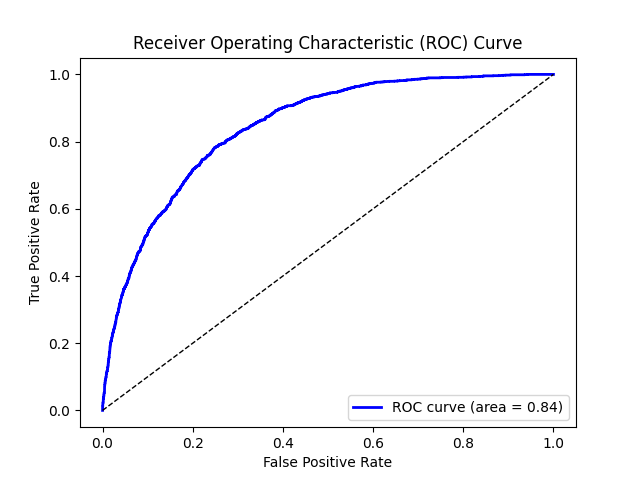 Receiver Operating Characteristic (ROC) Curve
1.0
0.8
0.6
0.4
0.2
0.0
True Positive Rate
ROC curve (area = 0.84)
0.0 0.2 0.4 0.6 0.8 1.0
False Positive Rate